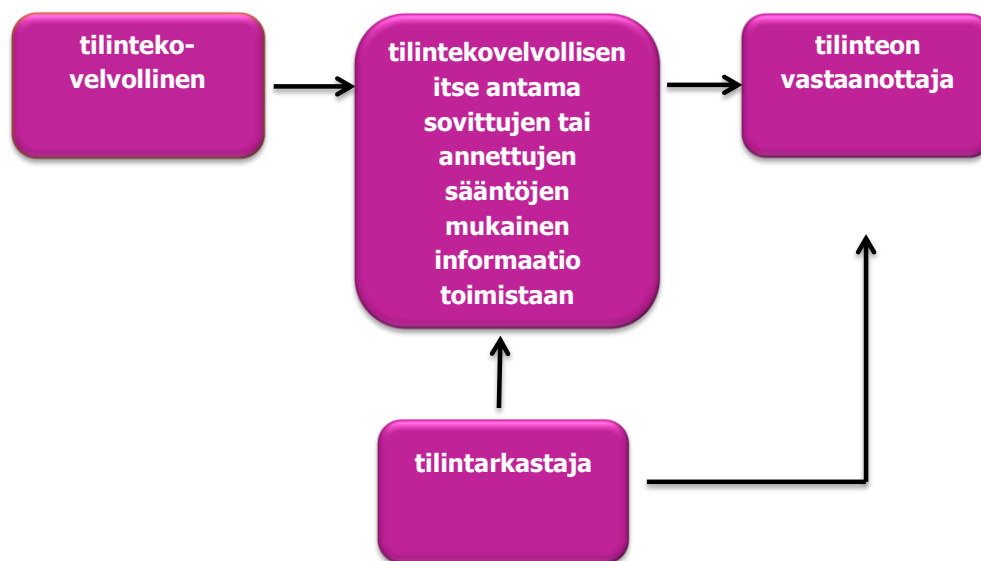 tilinteko-
velvollinen
tilintekovelvollisen
itse antama
sovittujen tai
annettujen
sääntöjen
mukainen
informaatio
toimistaan
tilinteon
vastaanottaja
tilintarkastaja